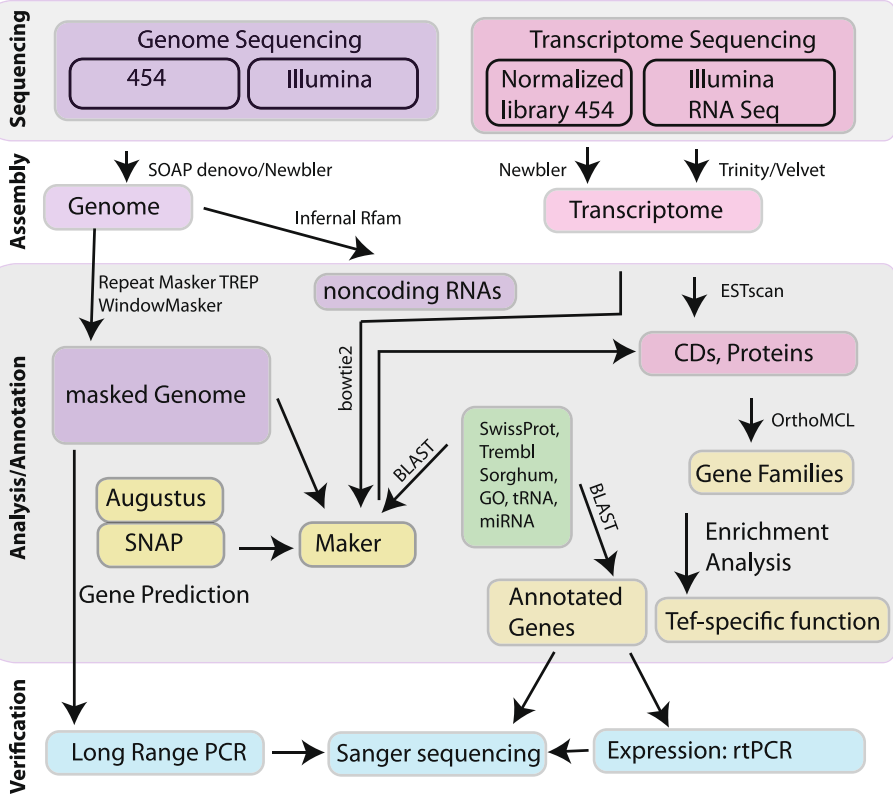 Sequencing
Genome Sequencing
454
Illumina
Transcriptome Sequencing
Normalized
library 454
Illumina
RNA Seq
Assembly
SOAP denovo/Newbler
Newbler
Trinity/Velvet
Genome
Transcriptome
Infernal Rfam
Analysis/Annotation
Repeat Masker TREP
WindowMasker
noncoding RNAs
ESTscan
bowtie2
CDs, Proteins
masked Genome
OrthoMCL
SwissProt,
Trembl
Sorghum,
GO, tRNA,
miRNA
BLAST
BLAST
Gene Families
Augustus
SNAP
Maker
Enrichment
Analysis
Gene Prediction
Annotated
Genes
Tef-specific function
Verification
Long Range PCR
Sanger sequencing
Expression: rtPCR